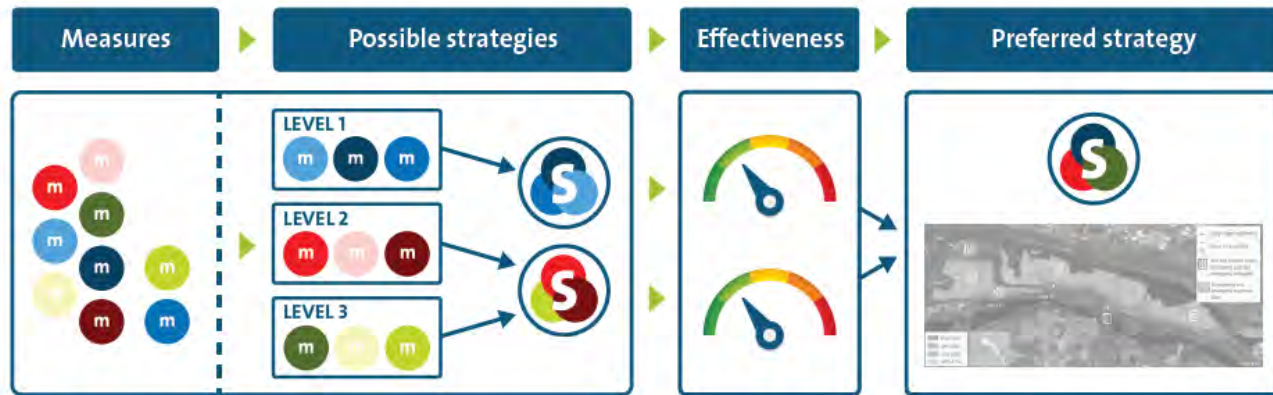 Measures
Possible strategies
Effectiveness
Preferred strategy
m
m
m
m
m
m
m
m
m
LEVEL 1
m m m
LEVEL 2
m m m
LEVEL 3
m m m
S
S
S